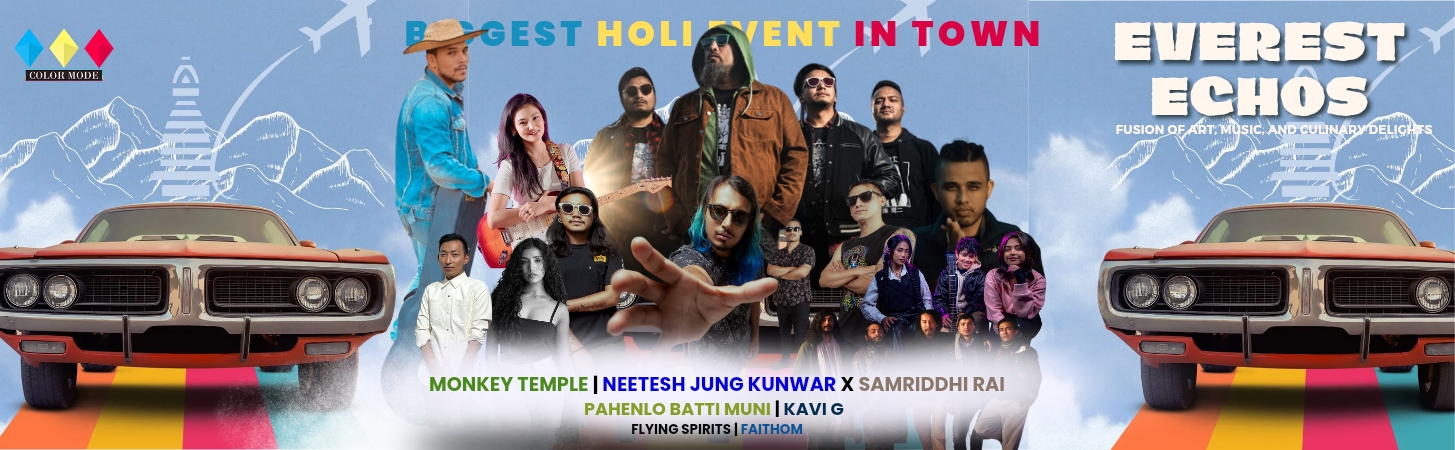 COLOR MODE
BIGGEST HOLI EVENT IN TOWN
EVEREST
ECHOS
FUSION OF ART, MUSIC, AND CULINARY DELIGHTS
MONKEY TEMPLE | NEETESH JUNG KUNWAR X SAMRIDDHI RAI
PAHENLO BATTI MUNI | KAVI G
FLYING SPIRITS | FAITHOM